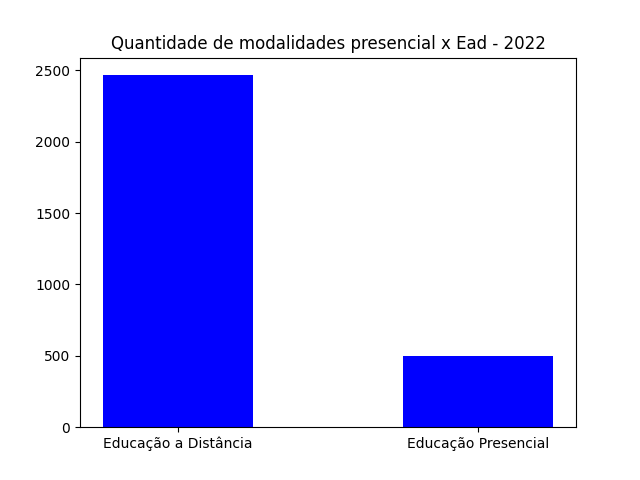 Quantidade de modalidades presencial x Ead - 2022
2500
2000
1500
1000
500
0
Educação a Distância
Educação Presencial